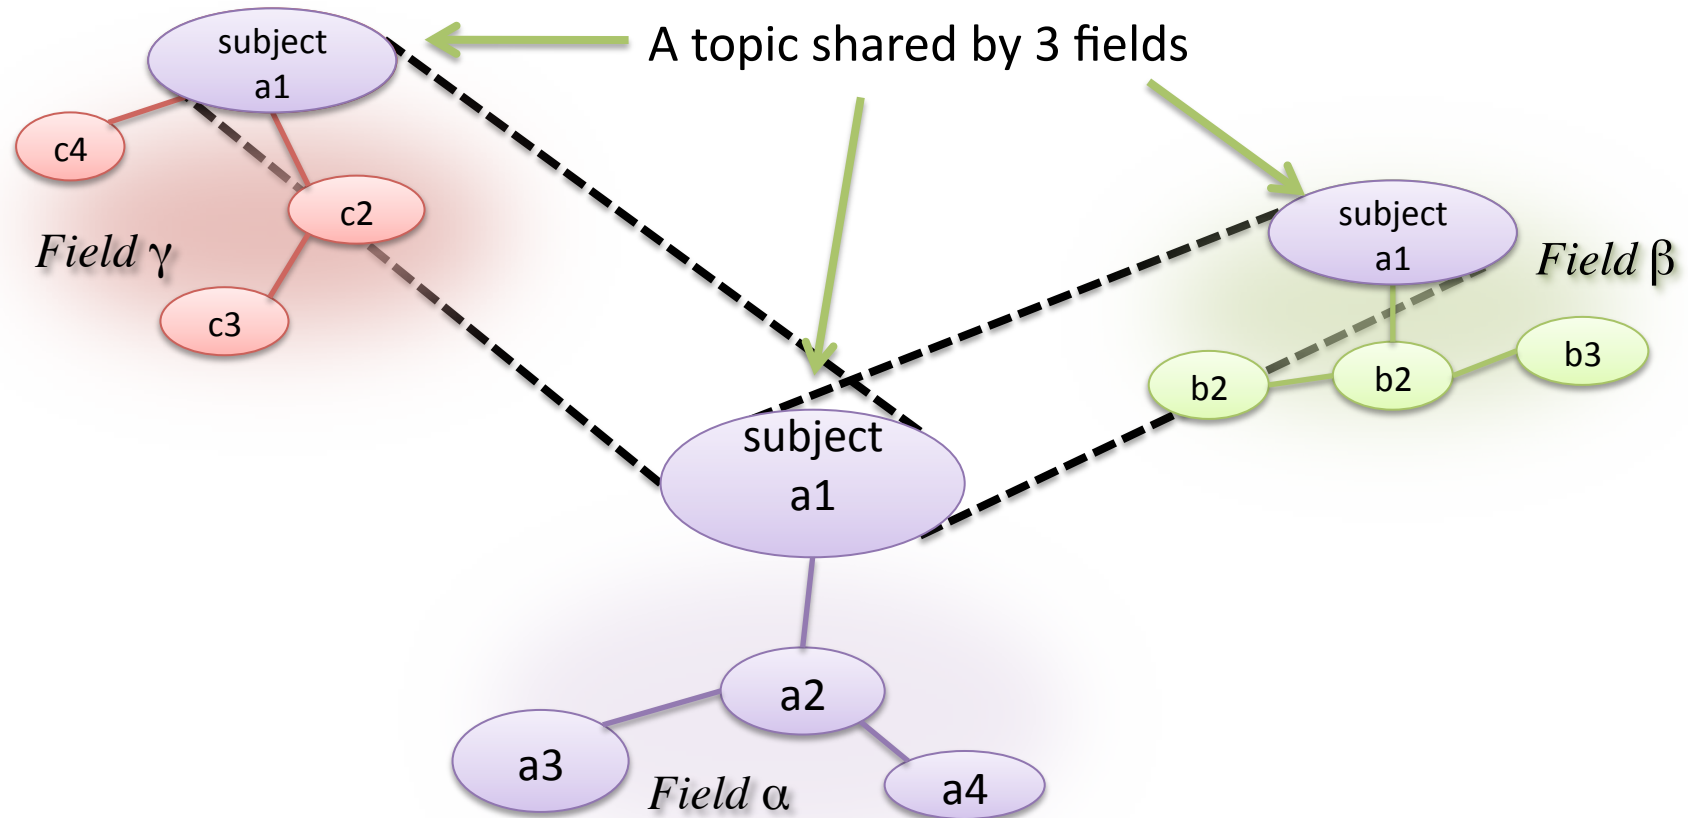 A topic shared by 3 fields
subject
a1
c4
c2
Field γ
c3
subject
a1
Field β
b2
b2
b3
subject
a1
a2
a3
a4
Field α